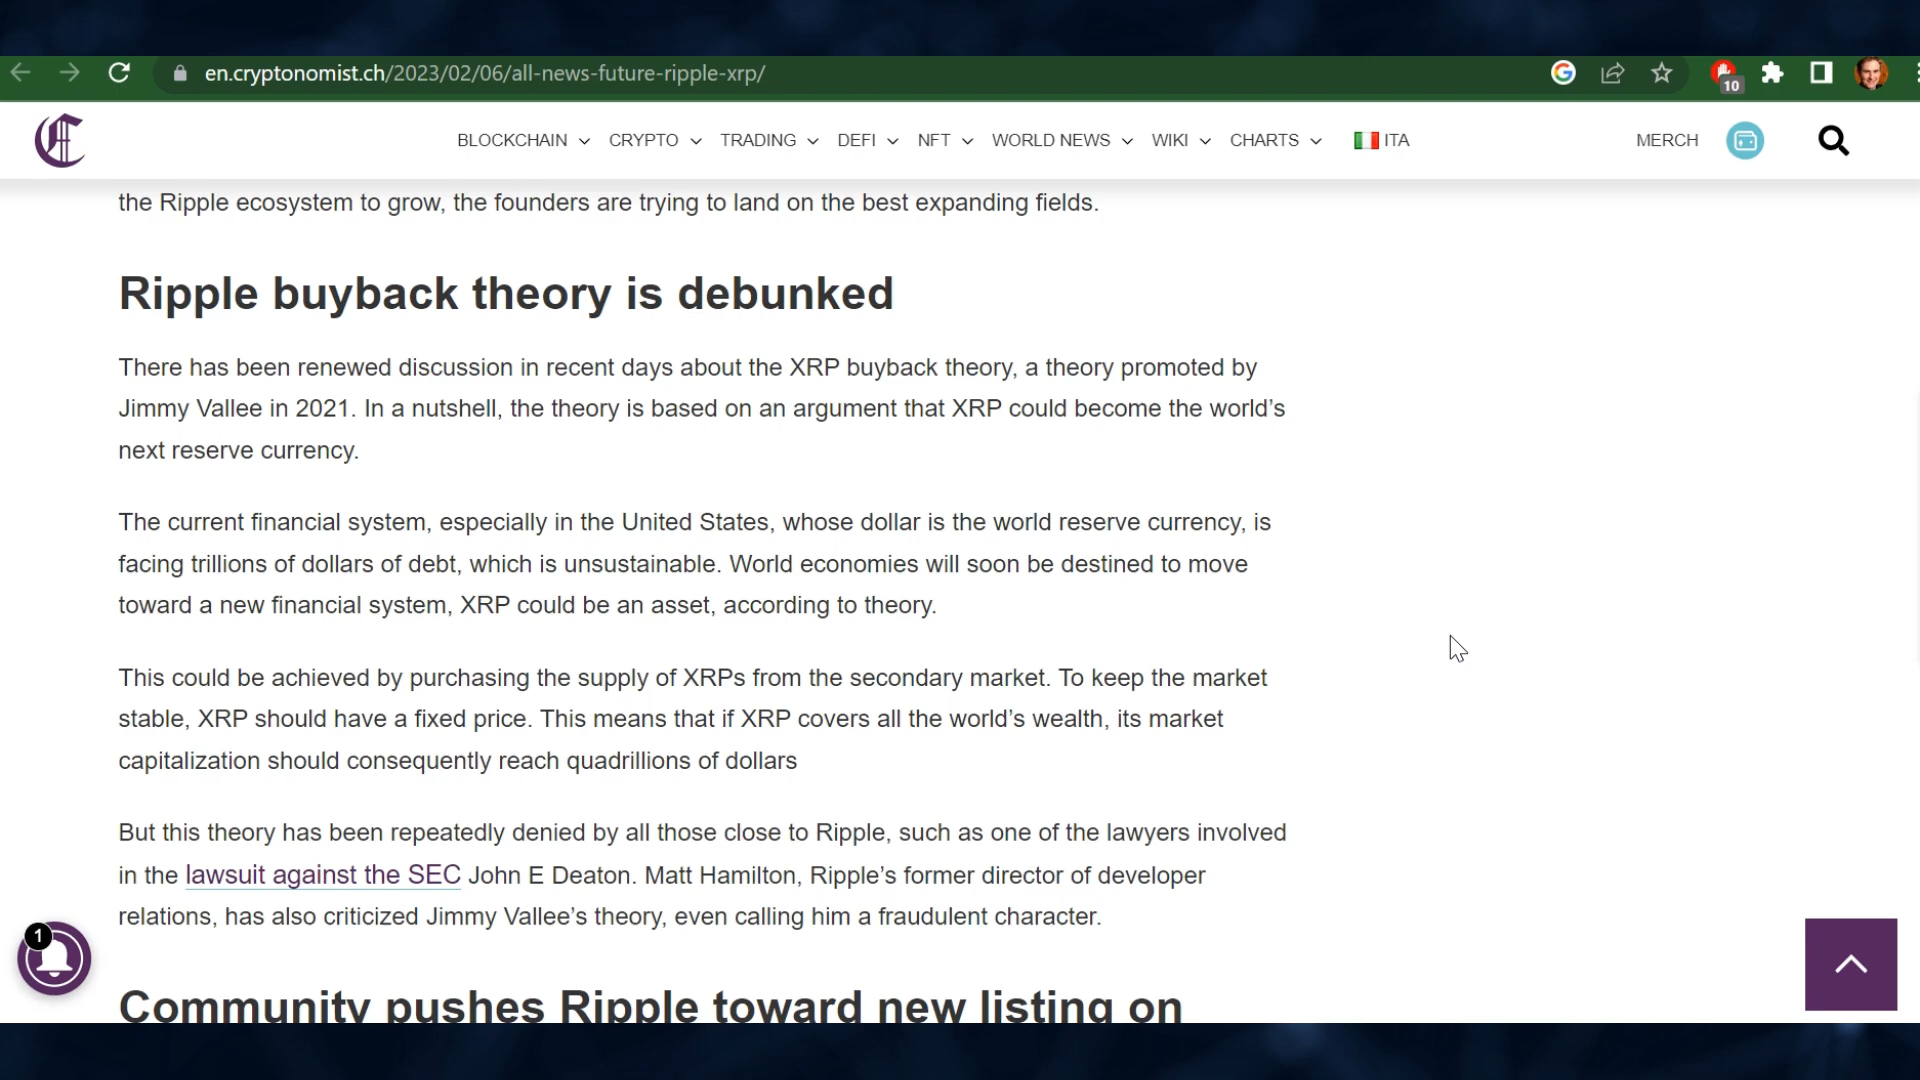 en.cryptonomist.ch/2023/02/06/all-news-future-ripple-xrp/
10
BLOCKCHAIN CRYPTO TRADING DEFI NFT WORLD NEWS WIKI CHARTS ITA MERCH
the Ripple ecosystem to grow, the founders are trying to land on the best expanding fields.
Ripple buyback theory is debunked
There has been renewed discussion in recent days about the XRP buyback theory, a theory promoted by
Jimmy Vallee in 2021. In a nutshell, the theory is based on an argument that XRP could become the world’s
next reserve currency.
The current financial system, especially in the United States, whose dollar is the world reserve currency, is
facing trillions of dollars of debt, which is unsustainable. World economies will soon be destined to move
toward a new financial system, XRP could be an asset, according to theory.
This could be achieved by purchasing the supply of XRPs from the secondary market. To keep the market
stable, XRP should have a fixed price. This means that if XRP covers all the world’s wealth, its market
capitalization should consequently reach quadrillions of dollars
But this theory has been repeatedly denied by all those close to Ripple, such as one of the lawyers involved
in the lawsuit against the SEC John E Deaton. Matt Hamilton, Ripple’s former director of developer
relations, has also criticized Jimmy Vallee’s theory, even calling him a fraudulent character.
1
Community pushes Ripple toward new listing on